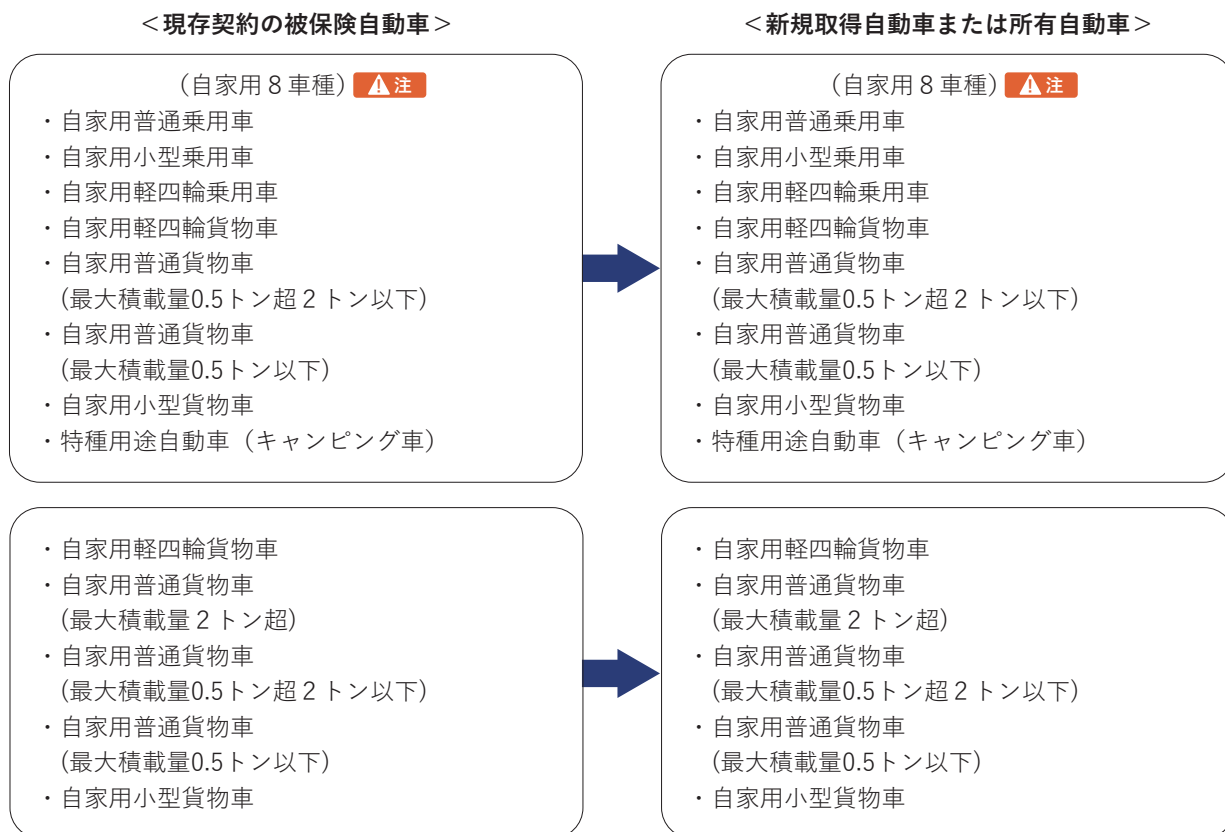 ＜現存契約の被保険自動車＞
（自家用８車種） 注
・自家用普通乗用車
・自家用小型乗用車
・自家用軽四輪乗用車
・自家用軽四輪貨物車
・自家用普通貨物車
(最大積載量0.5トン超２トン以下)
・自家用普通貨物車
(最大積載量0.5トン以下)
・自家用小型貨物車
・特種用途自動車（キャンピング車）
・自家用軽四輪貨物車
・自家用普通貨物車
(最大積載量２トン超)
・自家用普通貨物車
(最大積載量0.5トン超２トン以下)
・自家用普通貨物車
(最大積載量0.5トン以下)
・自家用小型貨物車
＜新規取得自動車または所有自動車＞
（自家用８車種） 注
・自家用普通乗用車
・自家用小型乗用車
・自家用軽四輪乗用車
・自家用軽四輪貨物車
・自家用普通貨物車
(最大積載量0.5トン超２トン以下)
・自家用普通貨物車
(最大積載量0.5トン以下)
・自家用小型貨物車
・特種用途自動車（キャンピング車）
・自家用軽四輪貨物車
・自家用普通貨物車
(最大積載量２トン超)
・自家用普通貨物車
(最大積載量0.5トン超２トン以下)
・自家用普通貨物車
(最大積載量0.5トン以下)
・自家用小型貨物車